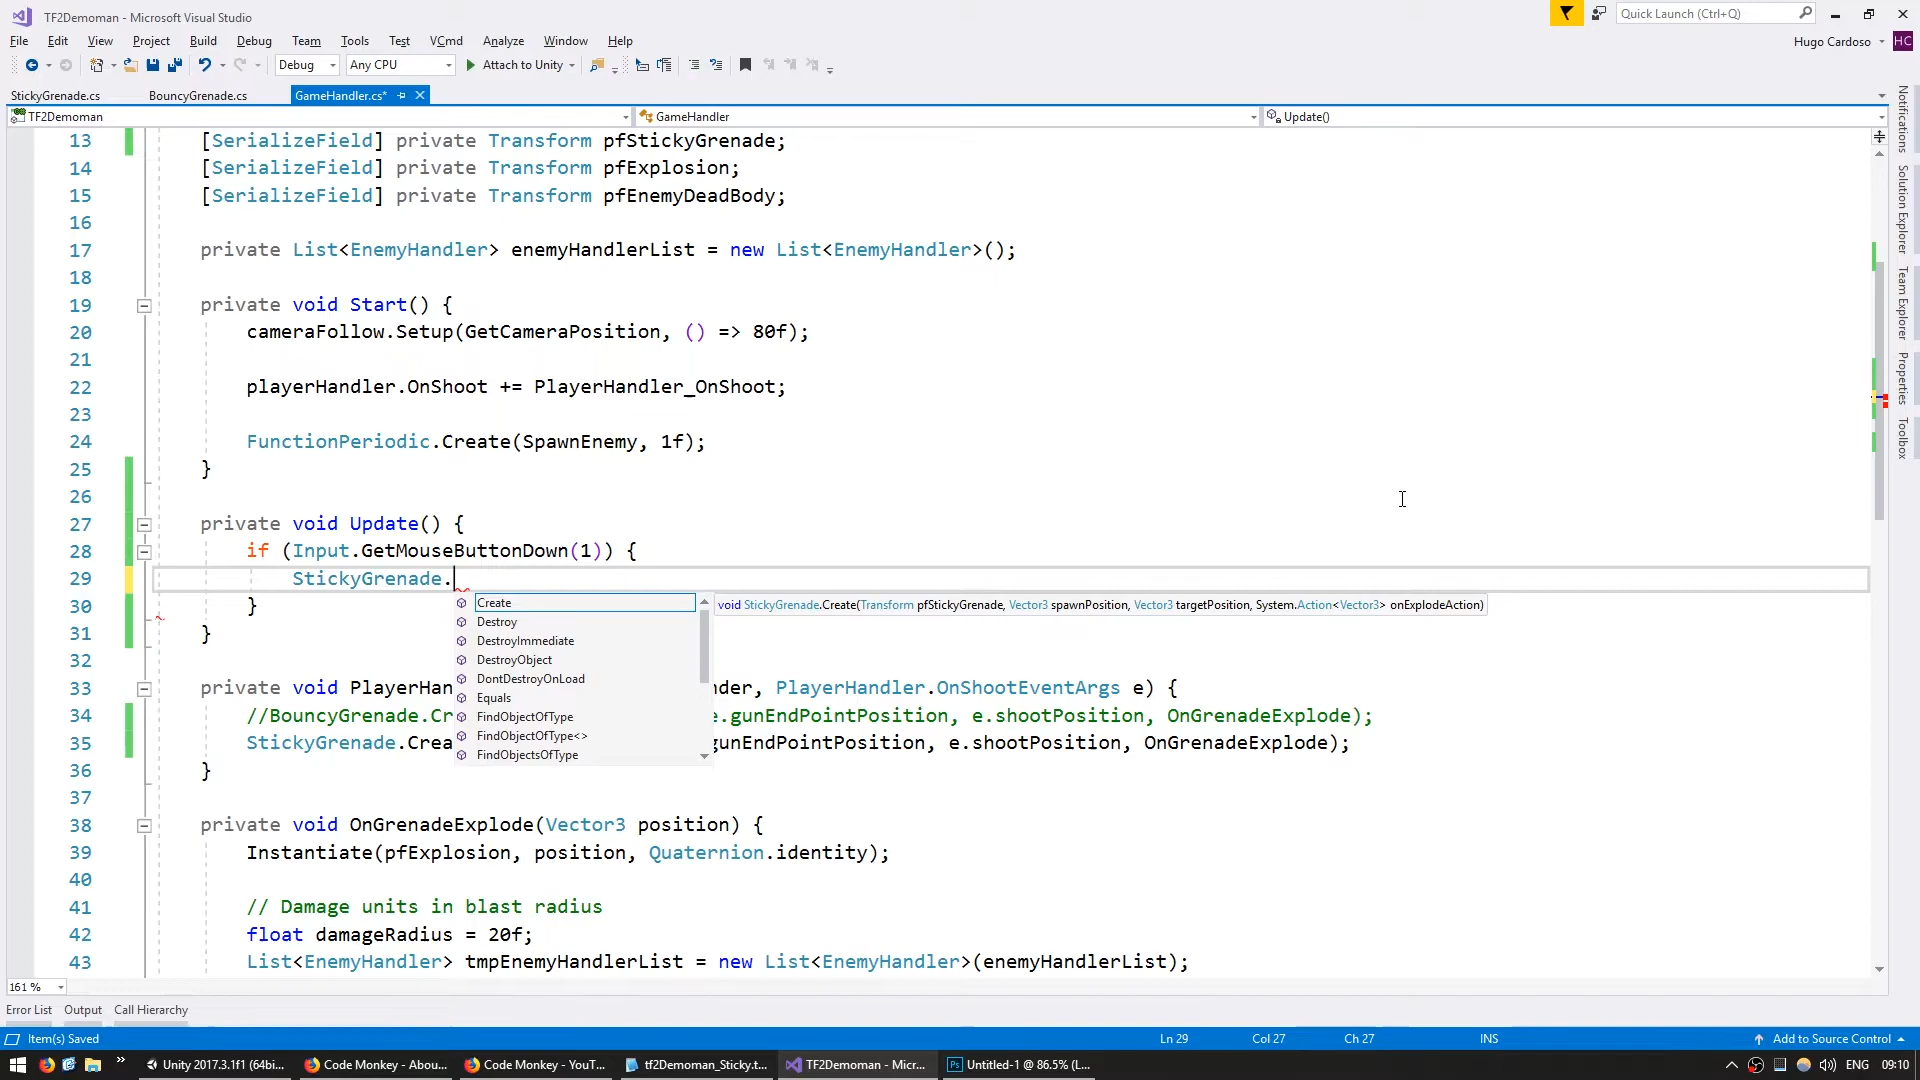 TF2Demoman - Microsoft Visual Studio
Quick Launch (Ctrl+Q)
File Edit View Project Build Debug Team Tools Test VCmd Analyze Window Help
Hugo Cardoso HC
Debug Any CPU Attach to Unity
StickyGrenade.cs BouncyGrenade.cs GameHandler.cs*
TF2Demoman GameHandler Update()
13 [SerializeField] private Transform pfStickyGrenade;
14 [SerializeField] private Transform pfExplosion;
15 [SerializeField] private Transform pfEnemyDeadBody;
16
17 private List<EnemyHandler> enemyHandlerList = new List<EnemyHandler>();
18
19 private void Start() {
20 cameraFollow.Setup(GetCameraPosition, () => 80f);
21
22 playerHandler.OnShoot += PlayerHandler_OnShoot;
23
24 FunctionPeriodic.Create(SpawnEnemy, 1f);
25 }
26
27 private void Update() {
28 if (Input.GetMouseButtonDown(1)) {
29 StickyGrenade.
30 }
31 }
32
33 private void PlayerHan nder, PlayerHandler.OnShootEventArgs e) {
34 //BouncyGrenade.Cr e.gunEndPointPosition, e.shootPosition, OnGrenadeExplode);
35 StickyGrenade.Crea gunEndPointPosition, e.shootPosition, OnGrenadeExplode);
36 }
37
38 private void OnGrenadeExplode(Vector3 position) {
39 Instantiate(pfExplosion, position, Quaternion.identity);
40
41 // Damage units in blast radius
42 float damageRadius = 20f;
43 List<EnemyHandler> tmpEnemyHandlerList = new List<EnemyHandler>(enemyHandlerList);
Create
Destroy
DestroyImmediate
DestroyObject
DontDestroyOnLoad
Equals
FindObjectOfType
FindObjectOfType<>
FindObjectsOfType
void StickyGrenade.Create(Transform pfStickyGrenade, Vector3 spawnPosition, Vector3 targetPosition, System.Action<Vector3> onExplodeAction)
Notifications
Solution Explorer
Team Explorer
Properties
Toolbox
161 %
Error List Output Call Hierarchy
Item(s) Saved Ln 29 Col 27 Ch 27 INS Add to Source Control
Unity 2017.3.1f1 (64bi... Code Monkey - Abou... Code Monkey - YouT... tf2Demoman_Sticky.t... TF2Demoman - Micr... Untitled-1 @ 86.5% (L... ENG 09:10